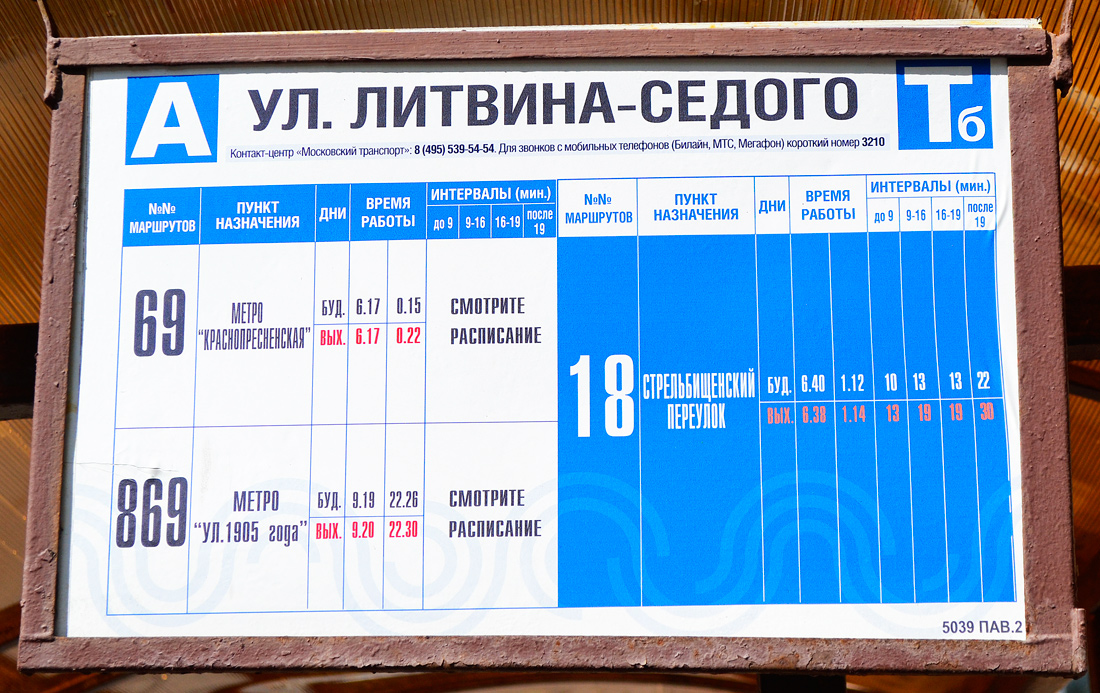 А
УЛ. ЛИТВИНА-СЕДОГО
Тб
Контакт-центр «Московский транспорт»: 8 (495) 539-54-54. Для звонков с мобильных телефонов (Билайн, МТС, Мегафон) короткий номер 3210
№№ МАРШРУТОВ
ПУНКТ НАЗНАЧЕНИЯ
ДНИ
ВРЕМЯ РАБОТЫ
ИНТЕРВАЛЫ (мин.)
до 9 9-16 16-19 после 19
69
МЕТРО
"КРАСНОПРЕСНЕНСКАЯ"
БУД. 6.17 0.15
ВЫХ. 6.17 0.22
СМОТРИТЕ
РАСПИСАНИЕ
869
МЕТРО
"УЛ.1905 года"
БУД. 9.19 22.26
ВЫХ. 9.20 22.30
СМОТРИТЕ
РАСПИСАНИЕ
№№ МАРШРУТОВ
ПУНКТ НАЗНАЧЕНИЯ
ДНИ
ВРЕМЯ РАБОТЫ
ИНТЕРВАЛЫ (мин.)
до 9 9-16 16-19 после 19
18
СТРЕЛЬБИЩЕНСКИЙ
ПЕРЕУЛОК
БУД. 6.40 1.12 10 13 13 22
ВЫХ. 6.38 1.14 13 19 19 30
5039 ПАВ.2